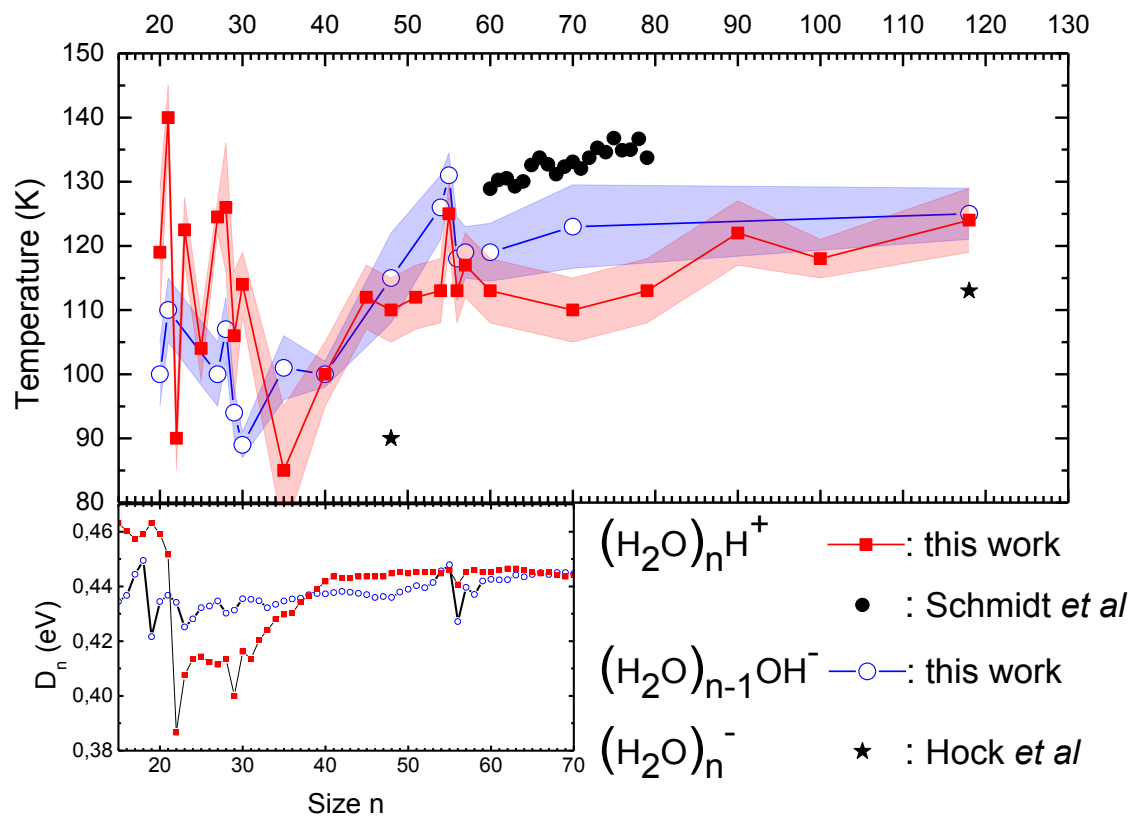 20 30 40 50 60 70 80 90 100 110 120 130
150
140
130
120
110
100
90
80
Temperature (K)
0,46
0,44
0,42
0,40
0,38
Dn (eV)
20 30 40 50 60 70
Size n
(H2O)nH+ : this work
: Schmidt et al
(H2O)n-1OH- : this work
(H2O)n- : Hock et al